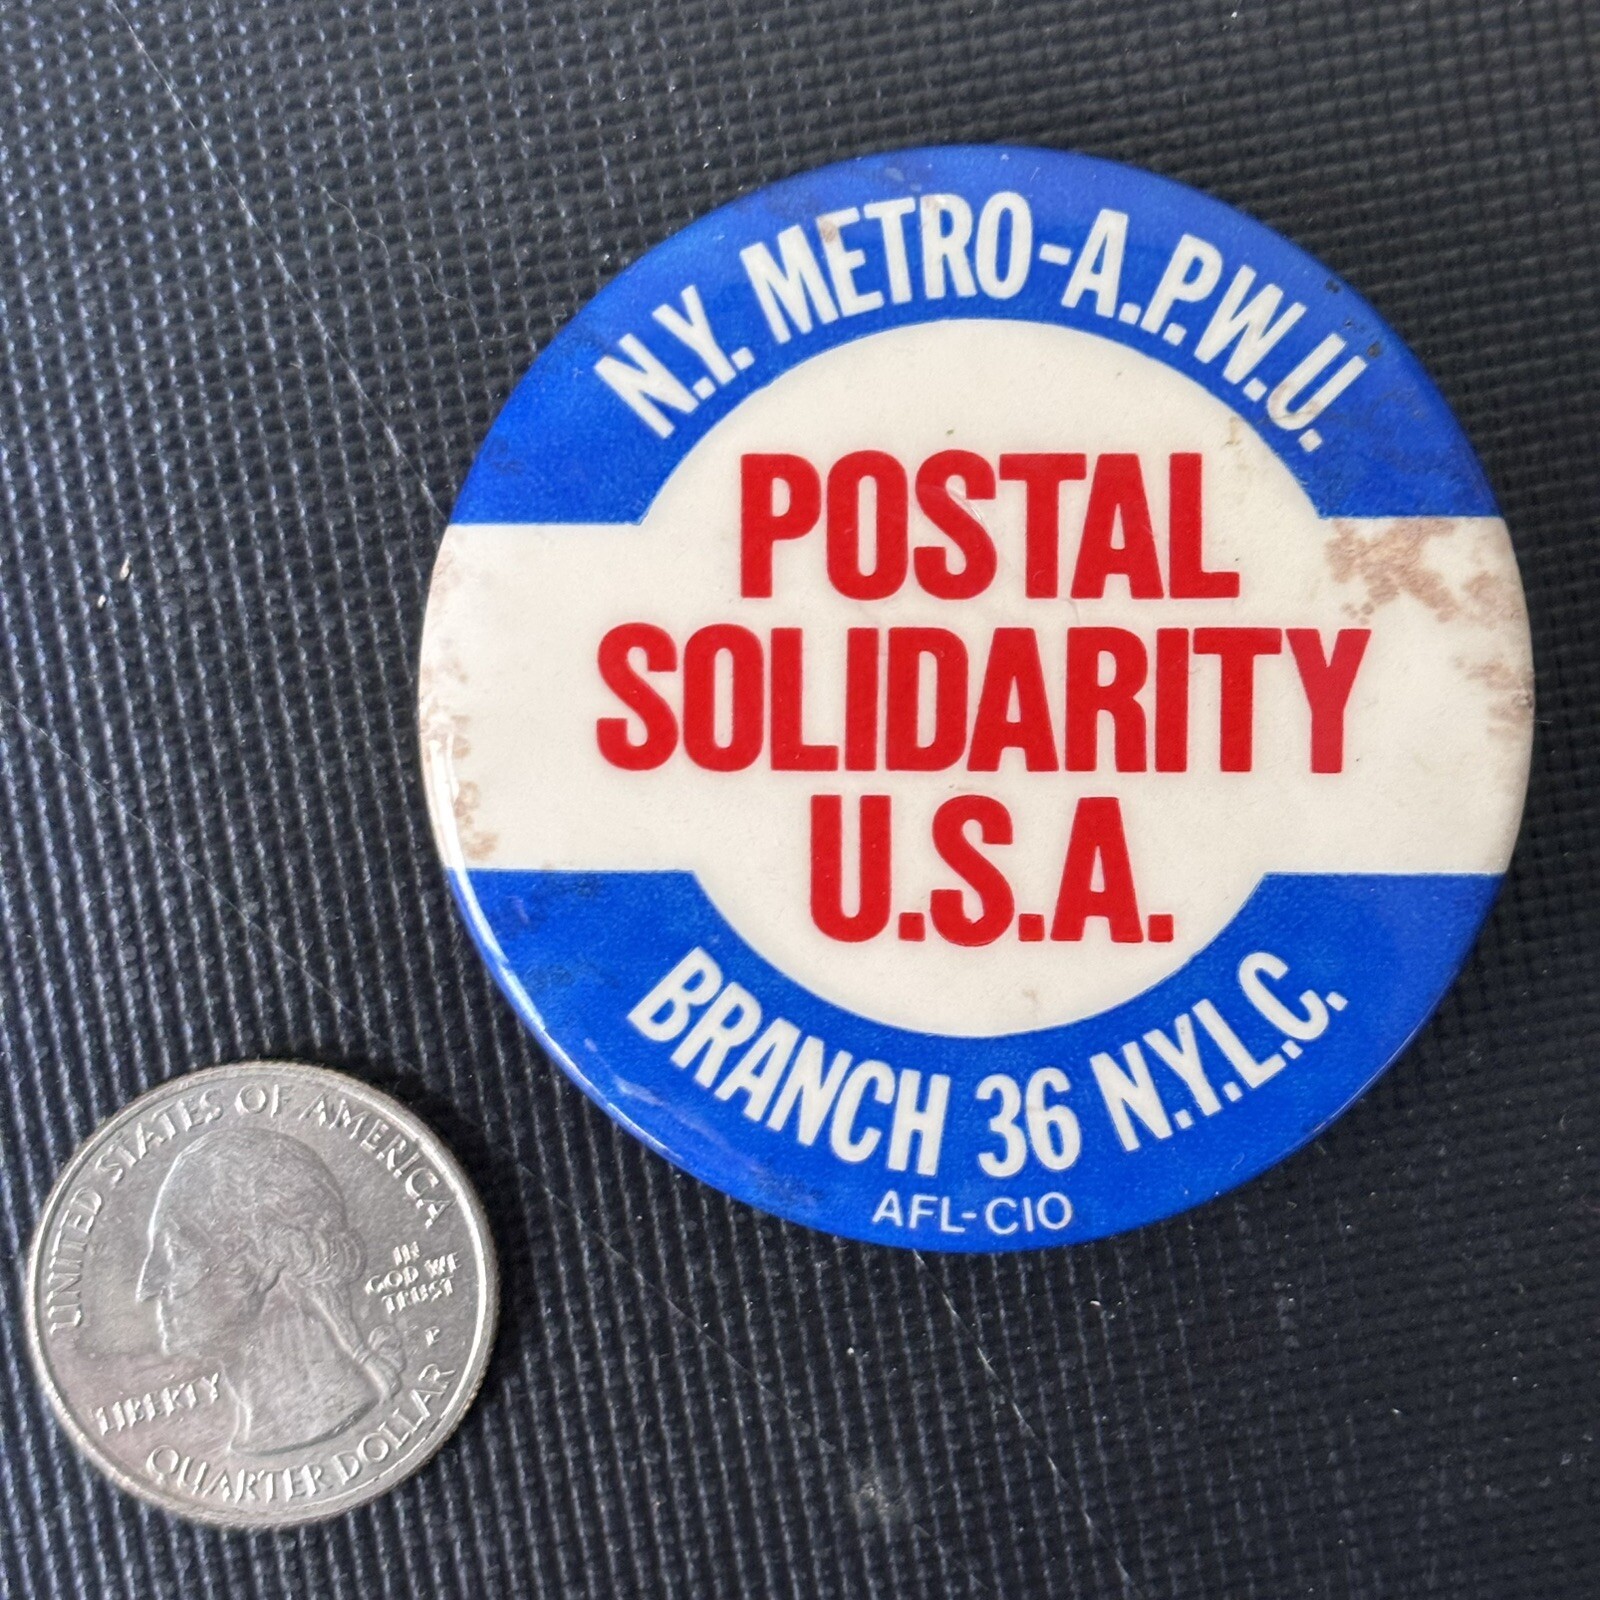 N.Y. METRO-A.P.W.U.
POSTAL
SOLIDARITY
U.S.A.
BRANCH 36 N.Y.L.C.
AFL-CIO
UNITED STATES OF AMERICA
IN
GOD WE
TRUST
P
LIBERTY
QUARTER DOLLAR